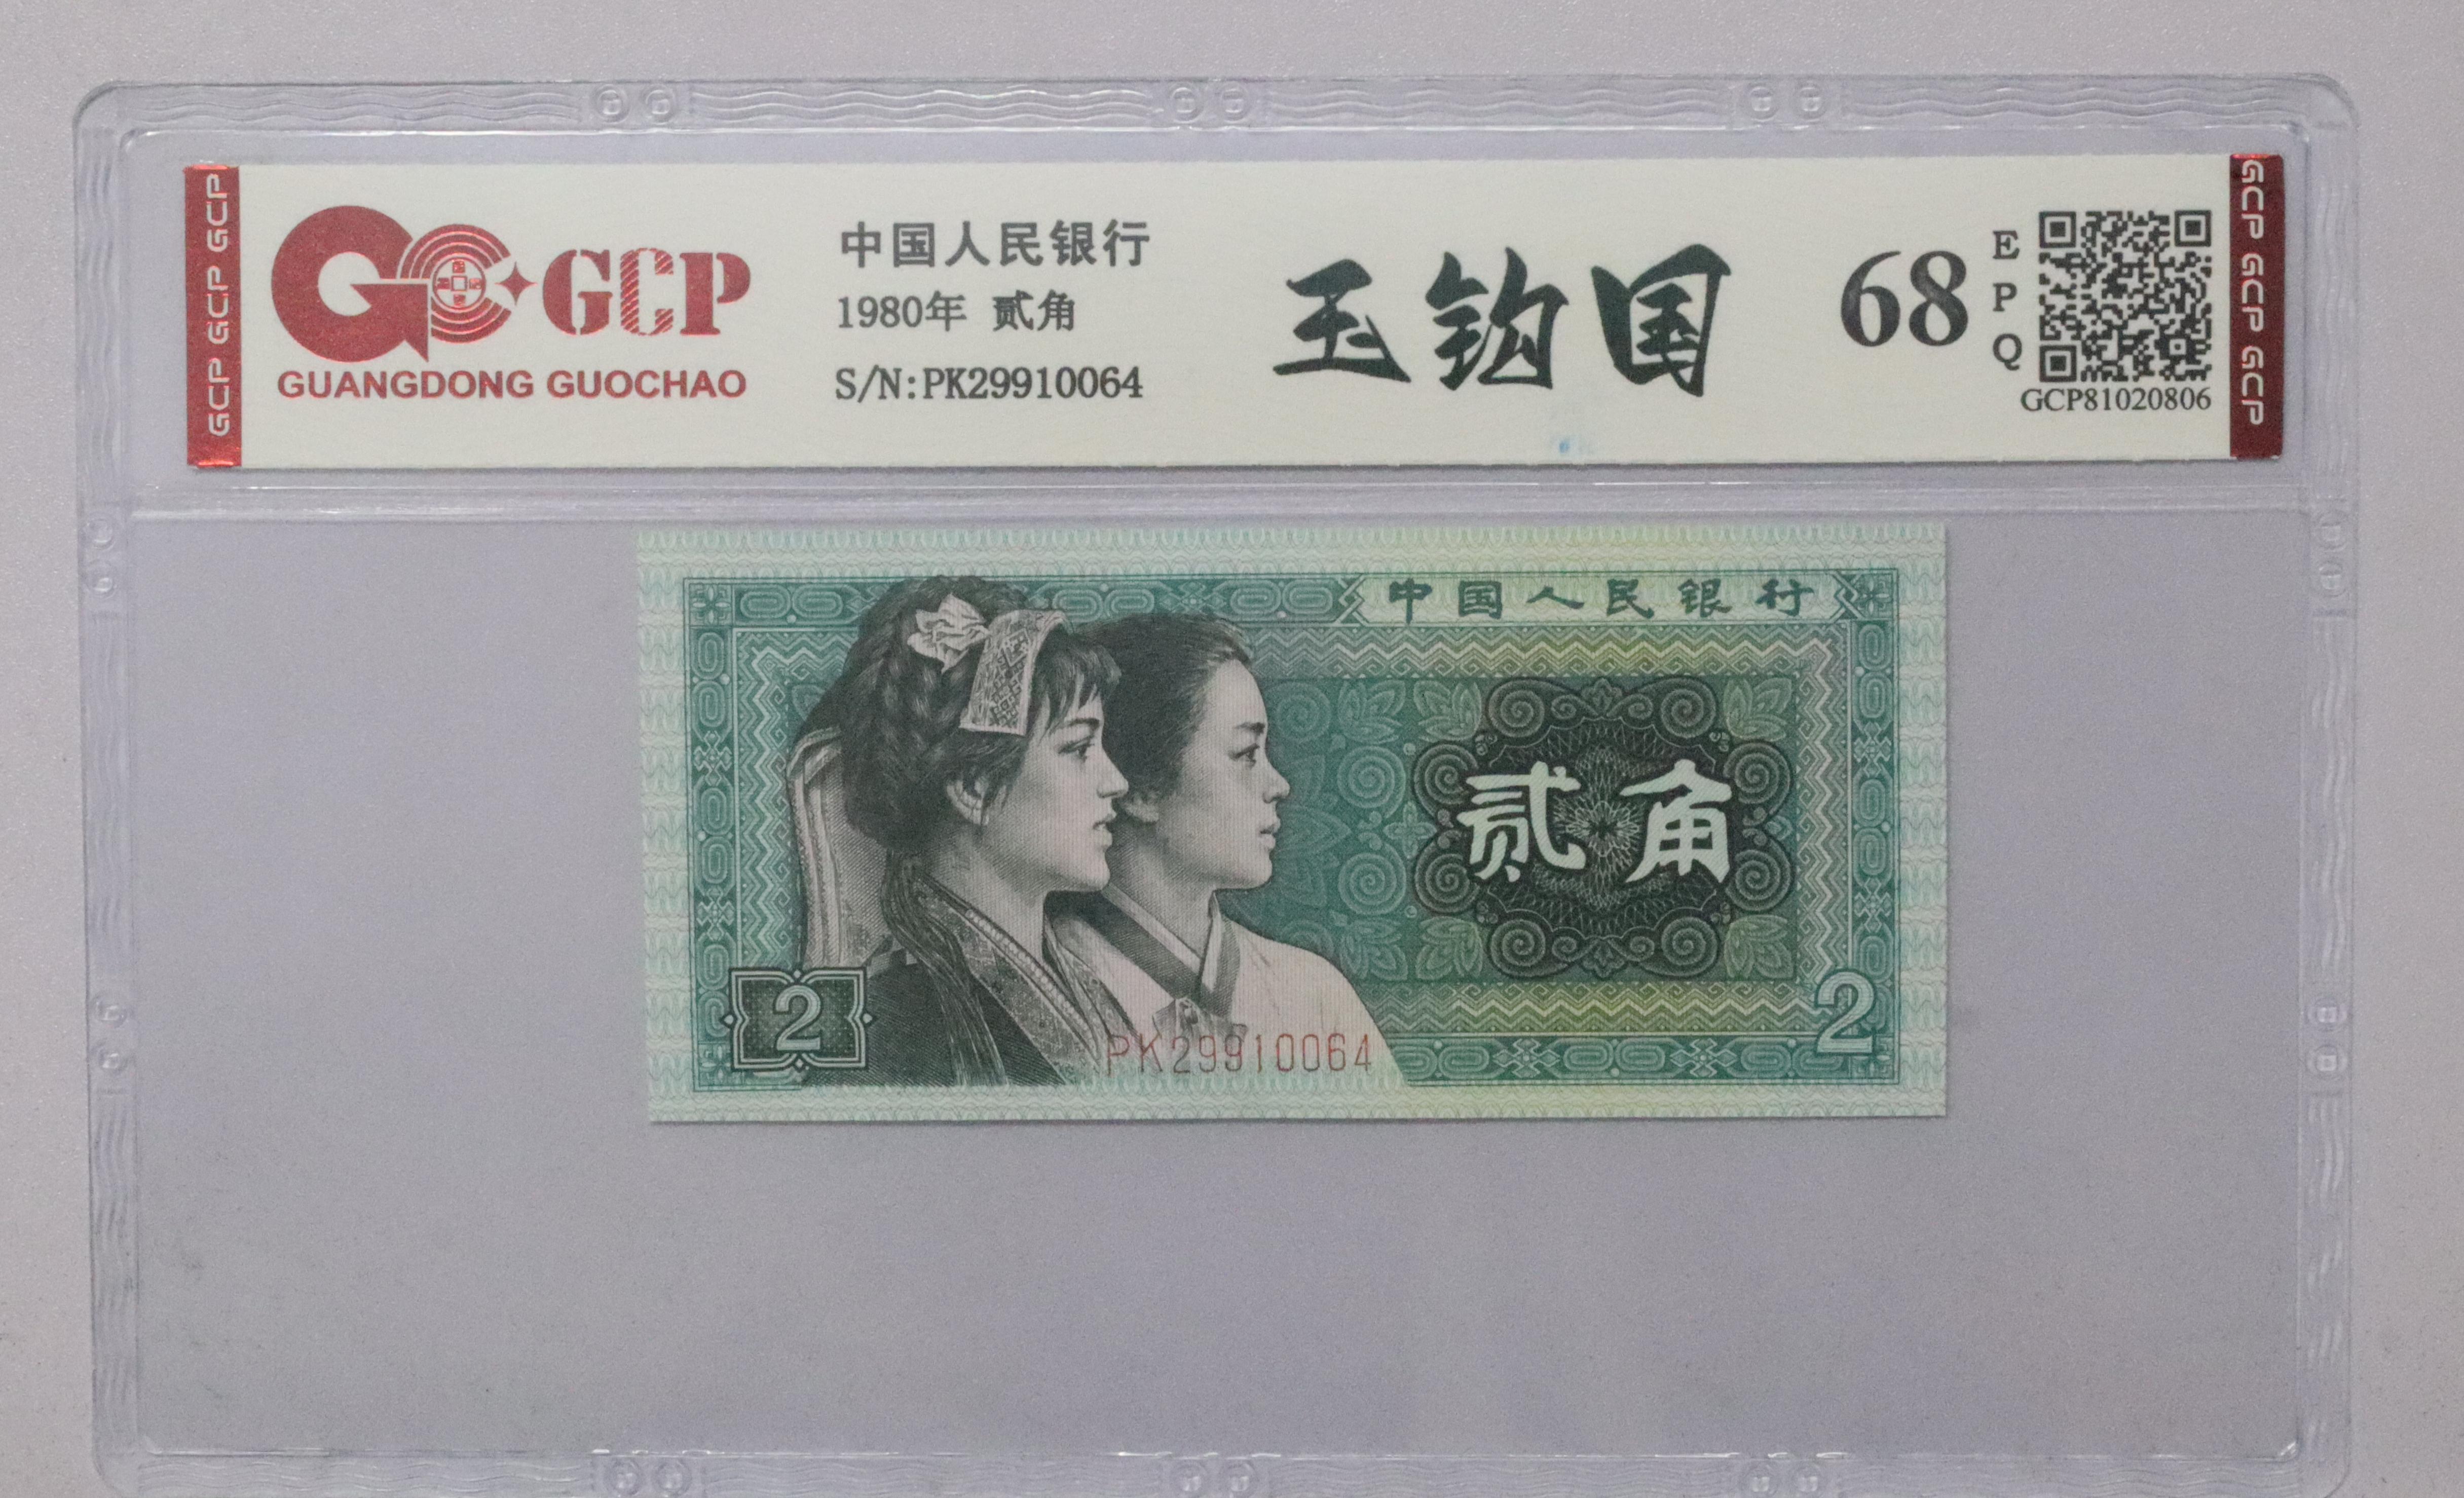 GCP GCP GCP
GCP
GUANGDONG GUOCHAO
中国人民银行
1980年 贰角
S/N:PK29910064
玉钩国
68
EPQ
GCP81020806
GCP GCP GCP
中国人民银行
贰角
2
PK29910064
2